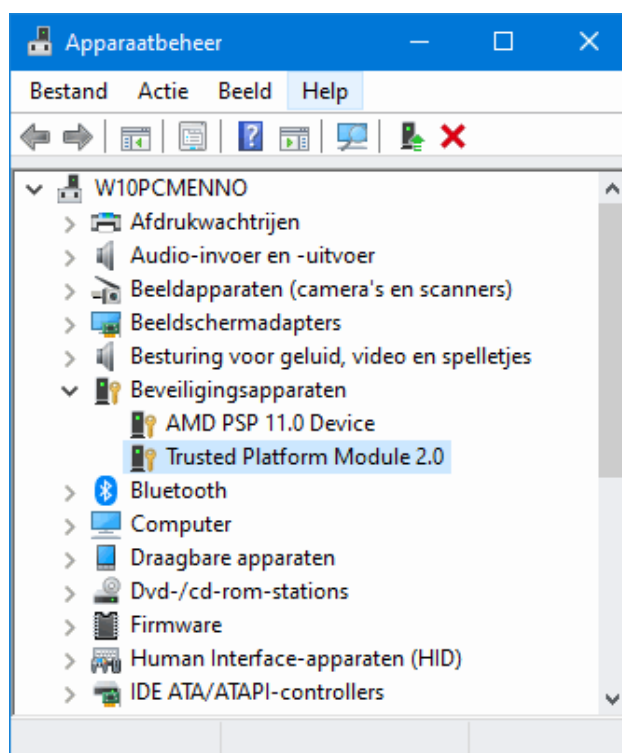 Apparaatbeheer
Bestand Actie Beeld Help
W10PCMENNO
Afdrukwachtrijen
Audio-invoer en -uitvoer
Beeldapparaten (camera's en scanners)
Beeldschermadapters
Besturing voor geluid, video en spelletjes
Beveiligingsapparaten
AMD PSP 11.0 Device
Trusted Platform Module 2.0
Bluetooth
Computer
Draagbare apparaten
Dvd-/cd-rom-stations
Firmware
Human Interface-apparaten (HID)
IDE ATA/ATAPI-controllers